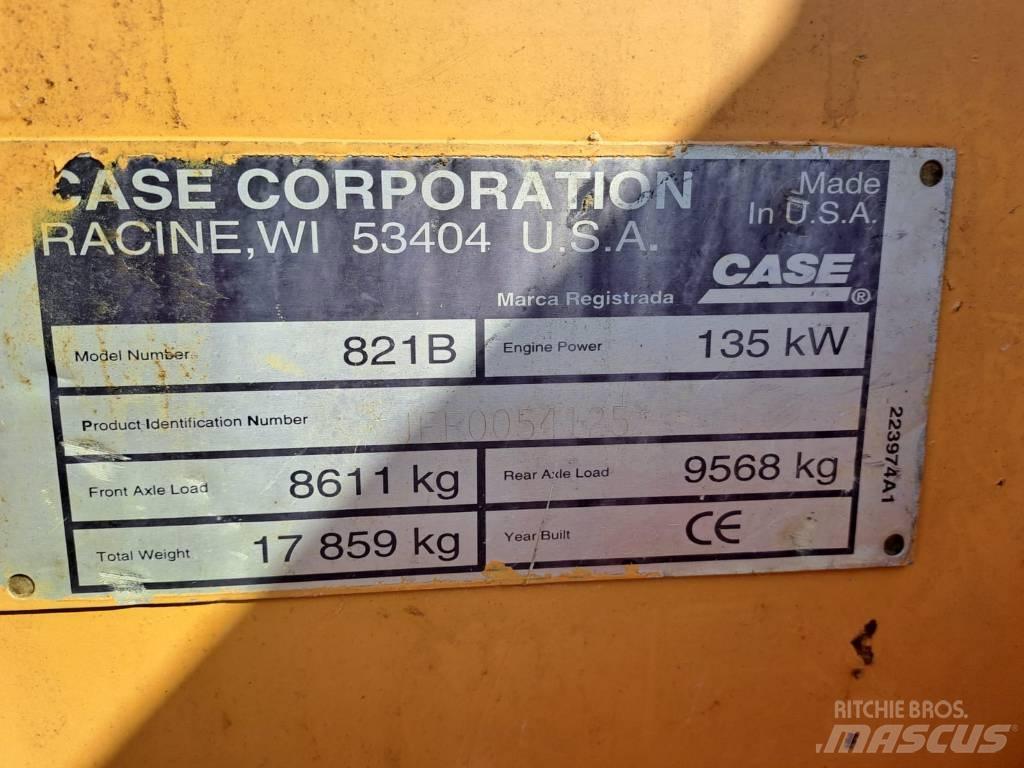 CASE CORPORATION
RACINE, WI 53404 U.S.A.
Made
In U.S.A.
CASE
Marca Registrada ®
Model Number 821B
Engine Power 135 kW
Product Identification Number
Front Axle Load 8611 kg
Rear Axle Load 9568 kg
Total Weight 17 859 kg
Year Built CE
223974A1
RITCHIE BROS.
MASCUS